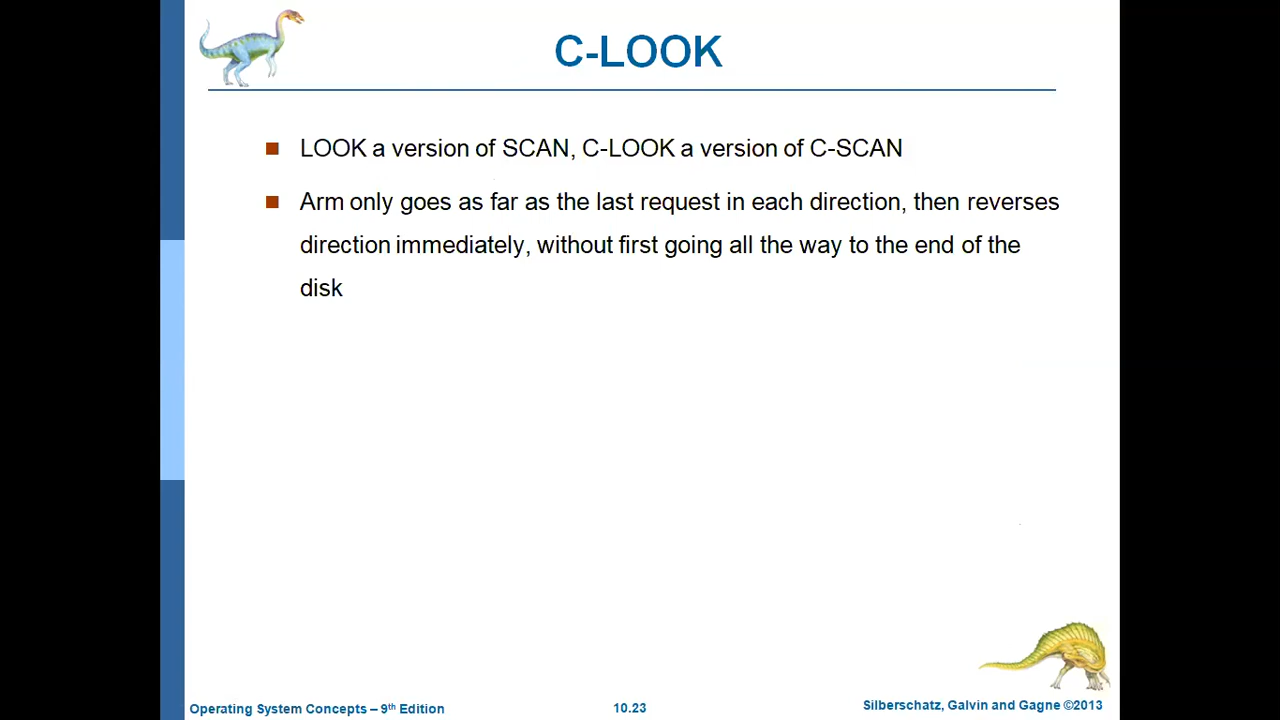 C-LOOK
LOOK a version of SCAN, C-LOOK a version of C-SCAN
Arm only goes as far as the last request in each direction, then reverses
direction immediately, without first going all the way to the end of the
disk
Operating System Concepts – 9th Edition
10.23
Silberschatz, Galvin and Gagne ©2013